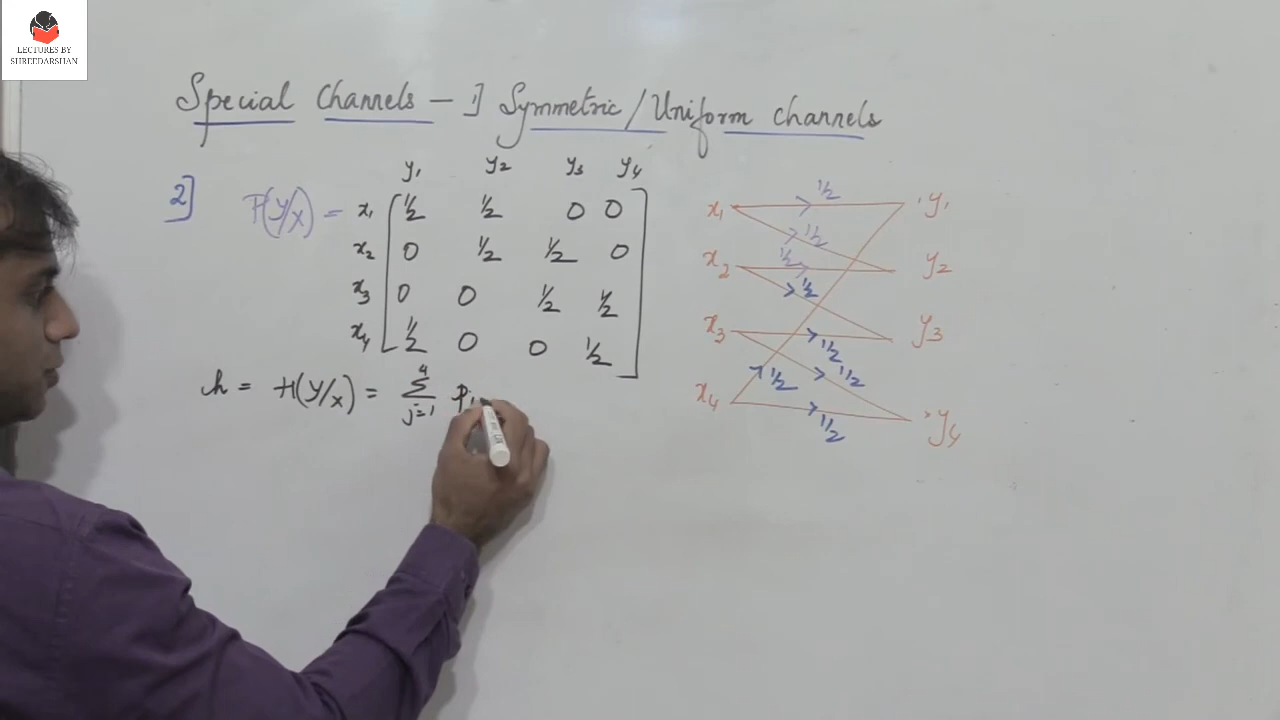 LECTURES BY
SHREEDARSHAN
Special Channels – 1] Symmetric/Uniform channels
y₁ y₂ y₃ y₄
2] P(Y/X) =
x₁ ½ ½ 0 0
x₂ 0 ½ ½ 0
x₃ 0 0 ½ ½
x₄ ½ 0 0 ½
h = H(Y/X) = 4 Σ j=1 Pj
x₁ ½ y₁
½
x₂ ½ y₂
½
x₃ ½ y₃
½
x₄ ½ y₄
½